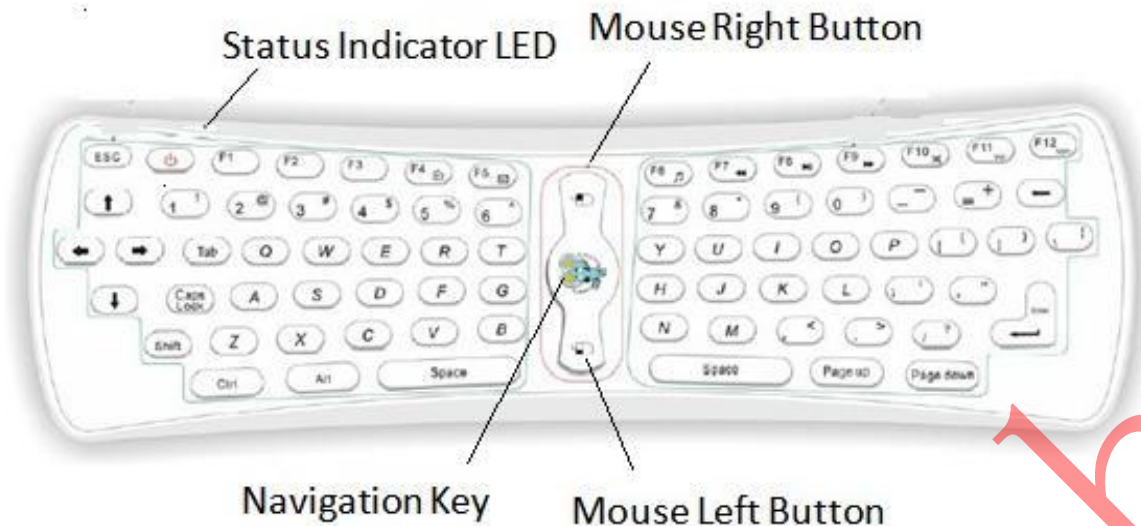 Status Indicator LED
Mouse Right Button
ESC F1 F2 F3 F4 F5 F6 F7 F8 F9 F10 F11 F12
1 ! 2 @ 3 # 4 $ 5 % 6 ^ 7 & 8 * 9 ( 0 ) _ - = +
Tab Q W E R T Y U I O P [ { ] }
Caps Lock A S D F G H J K L ; : , "
Shift Z X C V B N M , < . > / ?
Ctrl Space Space Page up Page down
Navigation Key
Mouse Left Button